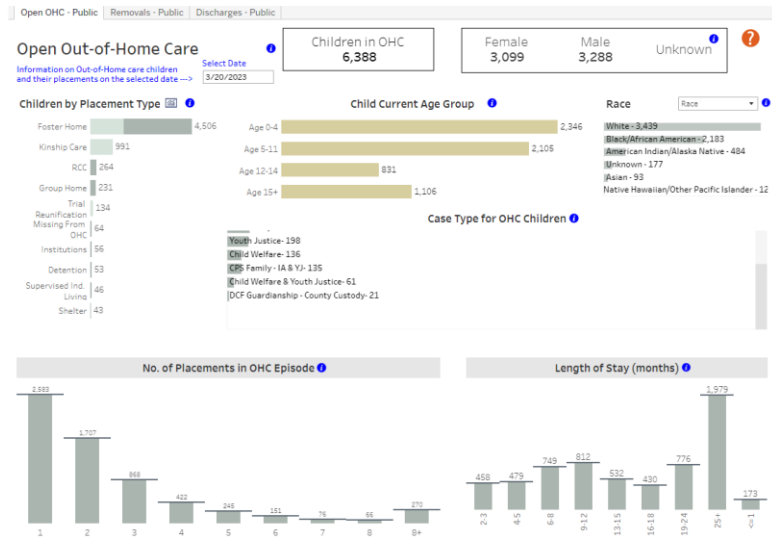 Open OHC - Public Removals - Public Discharges - Public
Open Out-of-Home Care
Information on Out-of-Home care children
and their placements on the selected date --->
Select Date
3/20/2023
Children in OHC
6,388
Female
3,099
Male
3,288
Unknown
Children by Placement Type
Foster Home 4,506
Kinship Care 991
RCC 264
Group Home 231
Trial
Reunification 134
Missing From
OHC 64
Institutions 56
Detention 53
Supervised Ind.
Living 46
Shelter 43
Child Current Age Group
Age 0-4 2,346
Age 5-11 2,105
Age 12-14 831
Age 15+ 1,106
Race Race
White - 3,439
Black/African American - 2,183
American Indian/Alaska Native - 484
Unknown - 177
Asian - 93
Native Hawaiian/Other Pacific Islander - 12
Case Type for OHC Children
Youth Justice- 198
Child Welfare- 136
CPS Family - IA & YJ- 135
Child Welfare & Youth Justice- 61
DCF Guardianship - County Custody- 21
No. of Placements in OHC Episode
2,583 1,707 868 422 245 151 75 66 270
1 2 3 4 5 6 7 8 8+
Length of Stay (months)
458 479 749 812 532 430 776 1,979 173
2-3 4-5 6-8 9-12 13-15 16-18 19-24 25+ <=1